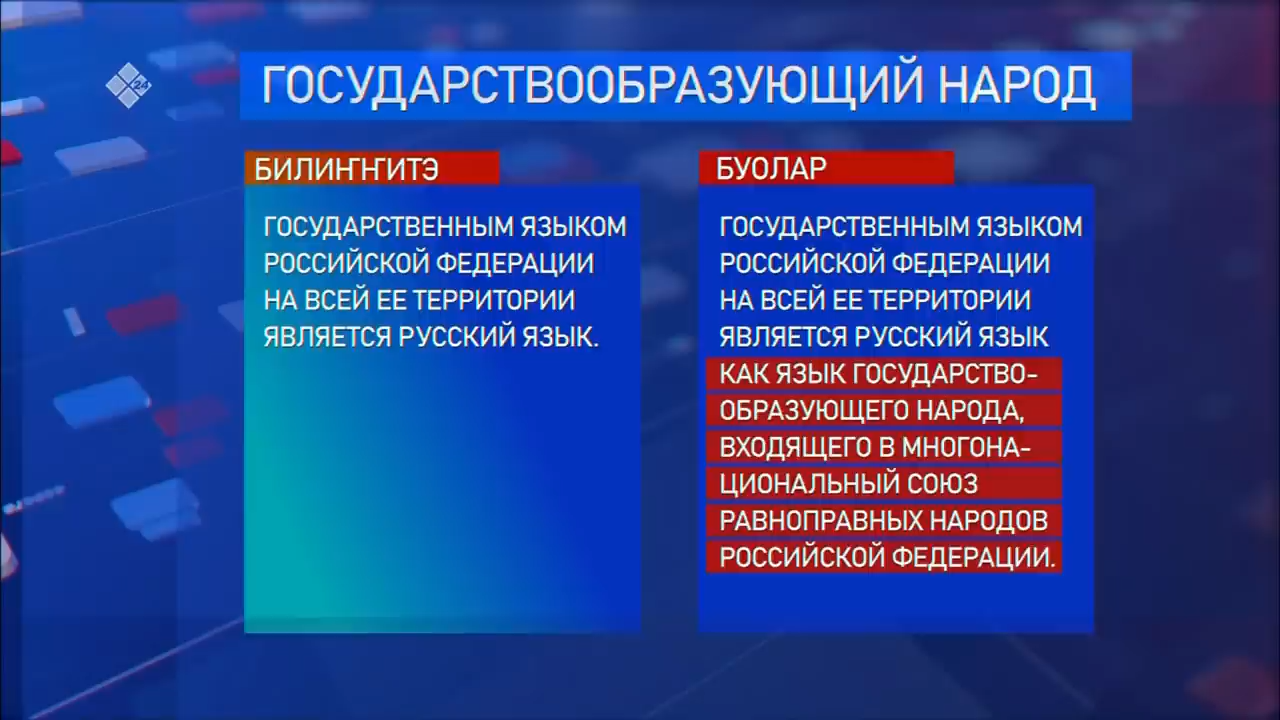 24
ГОСУДАРСТВООБРАЗУЮЩИЙ НАРОД
БИЛИҤҤИТЭ
ГОСУДАРСТВЕННЫМ ЯЗЫКОМ
РОССИЙСКОЙ ФЕДЕРАЦИИ
НА ВСЕЙ ЕЕ ТЕРРИТОРИИ
ЯВЛЯЕТСЯ РУССКИЙ ЯЗЫК.
БУОЛАР
ГОСУДАРСТВЕННЫМ ЯЗЫКОМ
РОССИЙСКОЙ ФЕДЕРАЦИИ
НА ВСЕЙ ЕЕ ТЕРРИТОРИИ
ЯВЛЯЕТСЯ РУССКИЙ ЯЗЫК
КАК ЯЗЫК ГОСУДАРСТВО-
ОБРАЗУЮЩЕГО НАРОДА,
ВХОДЯЩЕГО В МНОГОНА-
ЦИОНАЛЬНЫЙ СОЮЗ
РАВНОПРАВНЫХ НАРОДОВ
РОССИЙСКОЙ ФЕДЕРАЦИИ.